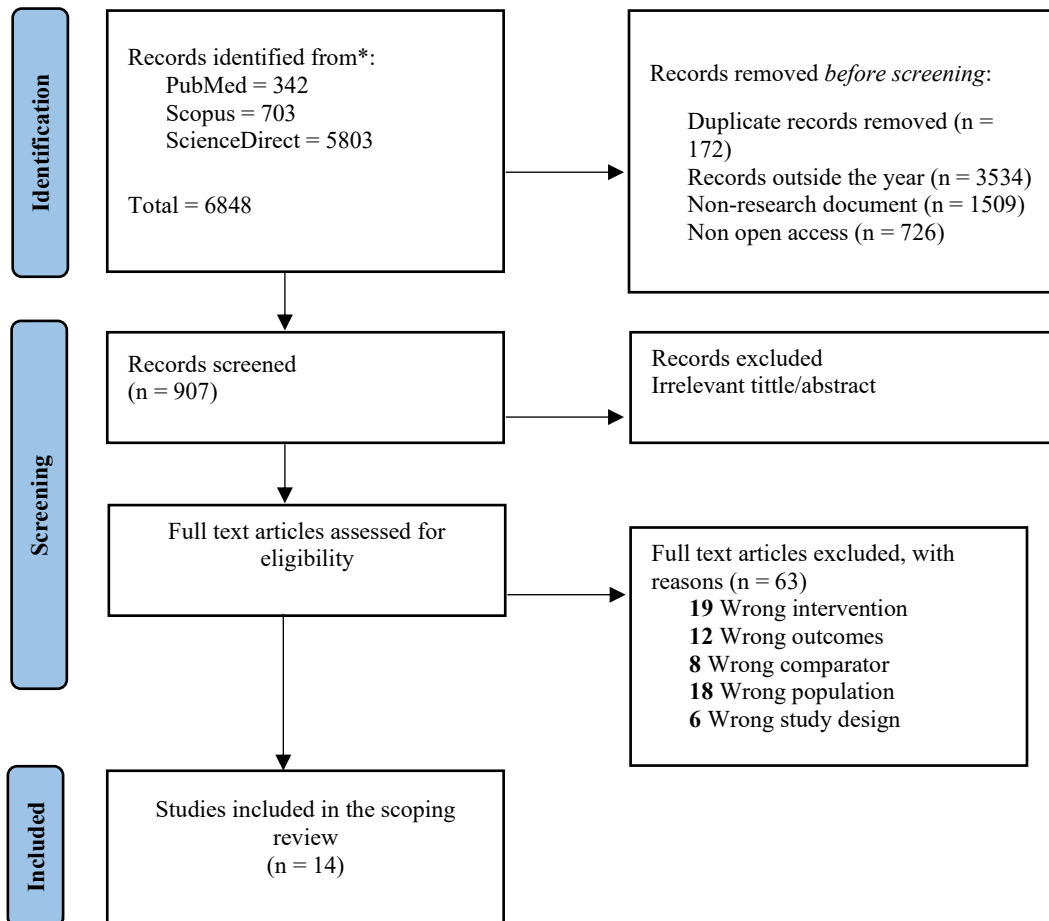 Identification
Records identified from*:
PubMed = 342
Scopus = 703
ScienceDirect = 5803
Total = 6848
Records removed before screening:
Duplicate records removed (n =
172)
Records outside the year (n = 3534)
Non-research document (n = 1509)
Non open access (n = 726)
Screening
Records screened
(n = 907)
Records excluded
Irrelevant tittle/abstract
Full text articles assessed for
eligibility
Full text articles excluded, with
reasons (n = 63)
19 Wrong intervention
12 Wrong outcomes
8 Wrong comparator
18 Wrong population
6 Wrong study design
Included
Studies included in the scoping
review
(n = 14)